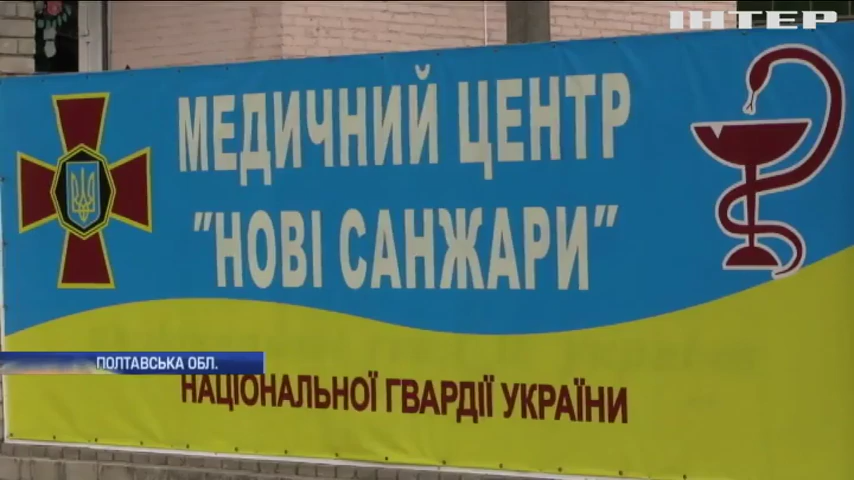 ІНТЕР
МЕДИЧНИЙ ЦЕНТР
"НОВІ САНЖАРИ"
ПОЛТАВСЬКА ОБЛ.
НАЦІОНАЛЬНОЇ ГВАРДІЇ УКРАЇНИ